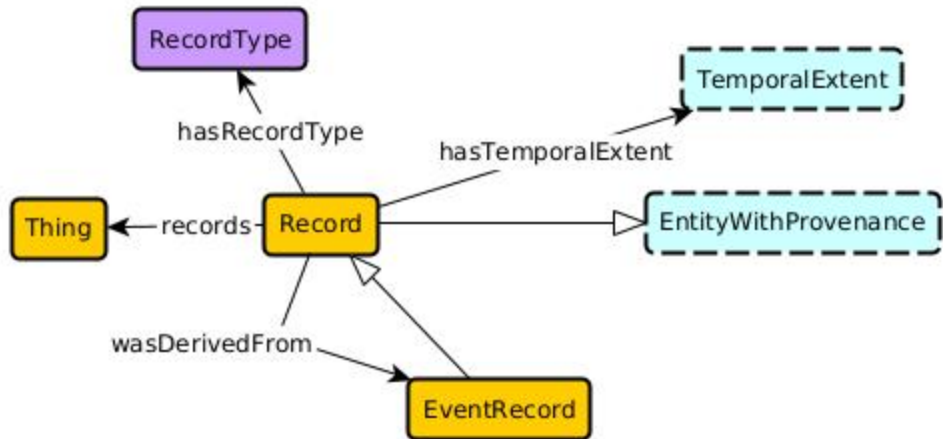 RecordType
TemporalExtent
hasRecordType
hasTemporalExtent
Thing
records
Record
EntityWithProvenance
wasDerivedFrom
EventRecord